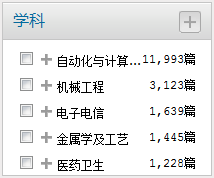 学科
自动化与计算... 11,993篇
机械工程 3,123篇
电子电信 1,639篇
金属学及工艺 1,445篇
医药卫生 1,228篇